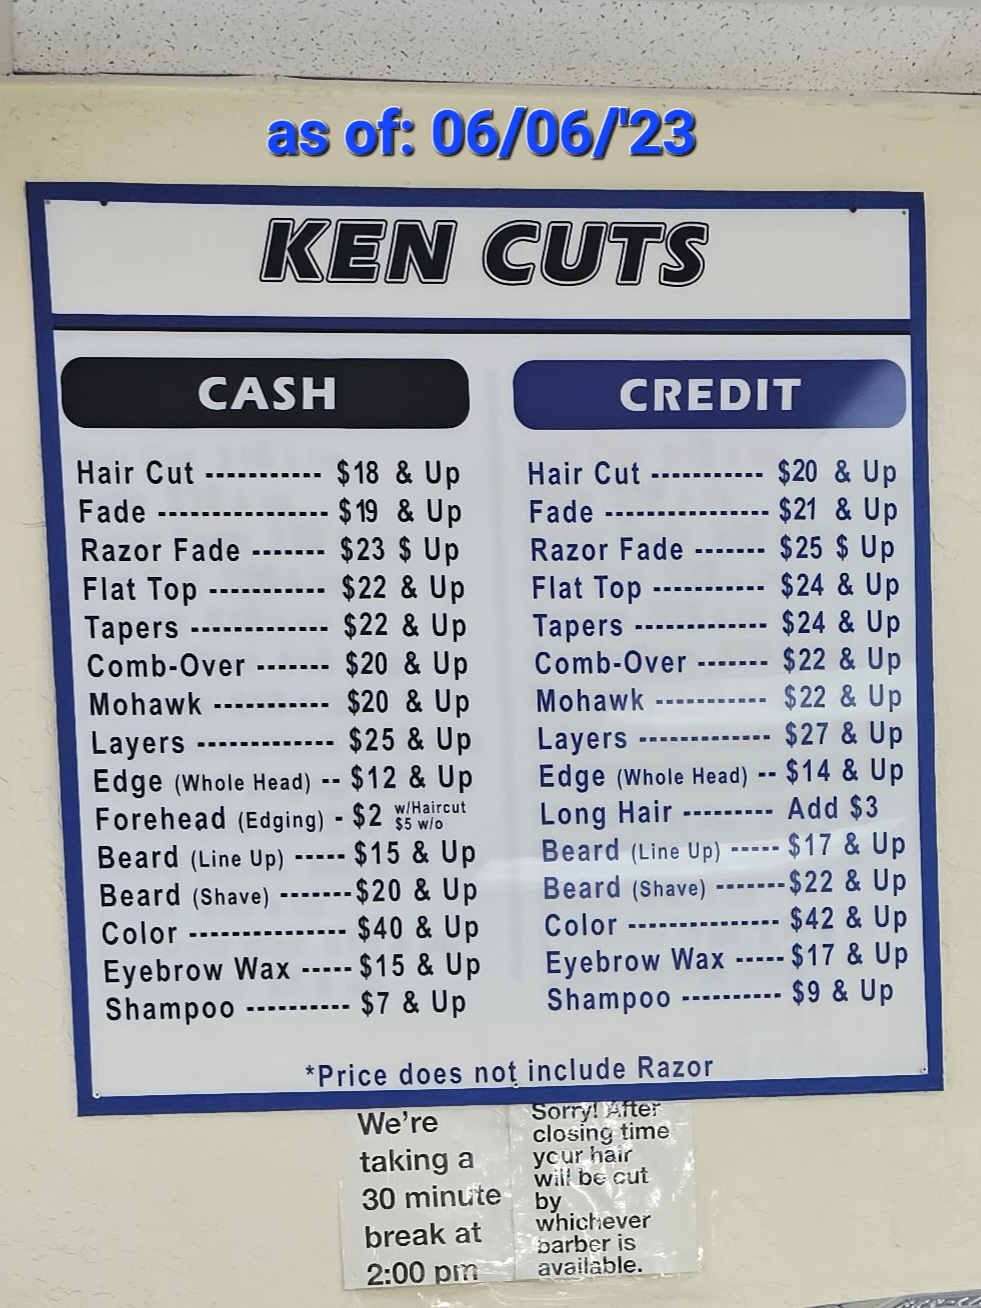 as of: 06/06/'23
KEN CUTS
CASH
Hair Cut ----------- $18 & Up
Fade ---------------- $19 & Up
Razor Fade ------- $23 $ Up
Flat Top ----------- $22 & Up
Tapers ------------- $22 & Up
Comb-Over ------- $20 & Up
Mohawk ----------- $20 & Up
Layers ------------- $25 & Up
Edge (Whole Head) -- $12 & Up
Forehead (Edging) - $2 w/Haircut
$5 w/o
Beard (Line Up) ----- $15 & Up
Beard (Shave) -------$20 & Up
Color --------------- $40 & Up
Eyebrow Wax ----- $15 & Up
Shampoo ---------- $7 & Up
CREDIT
Hair Cut ----------- $20 & Up
Fade ---------------- $21 & Up
Razor Fade ------- $25 $ Up
Flat Top ----------- $24 & Up
Tapers ------------- $24 & Up
Comb-Over ------- $22 & Up
Mohawk ----------- $22 & Up
Layers ------------- $27 & Up
Edge (Whole Head) -- $14 & Up
Long Hair --------- Add $3
Beard (Line Up) ----- $17 & Up
Beard (Shave) -------$22 & Up
Color --------------- $42 & Up
Eyebrow Wax ----- $17 & Up
Shampoo ---------- $9 & Up
*Price does not include Razor
We're
taking a
30 minute
break at
2:00 pm
Sorry! After
closing time
your hair
will be cut
by
whichever
barber is
available.